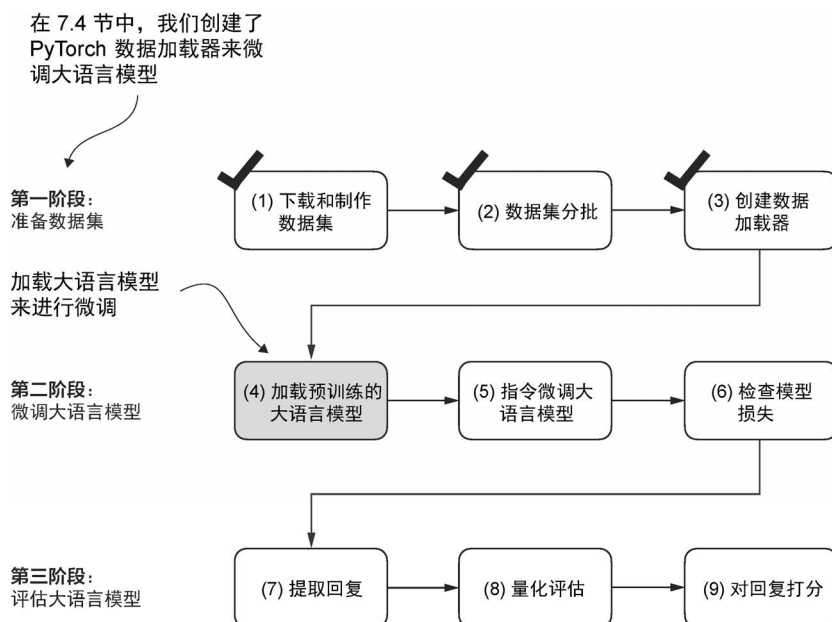 在 7.4 节中，我们创建了
PyTorch 数据加载器来微
调大语言模型
第一阶段：
准备数据集
(1) 下载和制作
数据集
(2) 数据集分批
(3) 创建数据
加载器
加载大语言模型
来进行微调
第二阶段：
微调大语言模型
(4) 加载预训练的
大语言模型
(5) 指令微调大
语言模型
(6) 检查模型
损失
第三阶段：
评估大语言模型
(7) 提取回复
(8) 量化评估
(9) 对回复打分